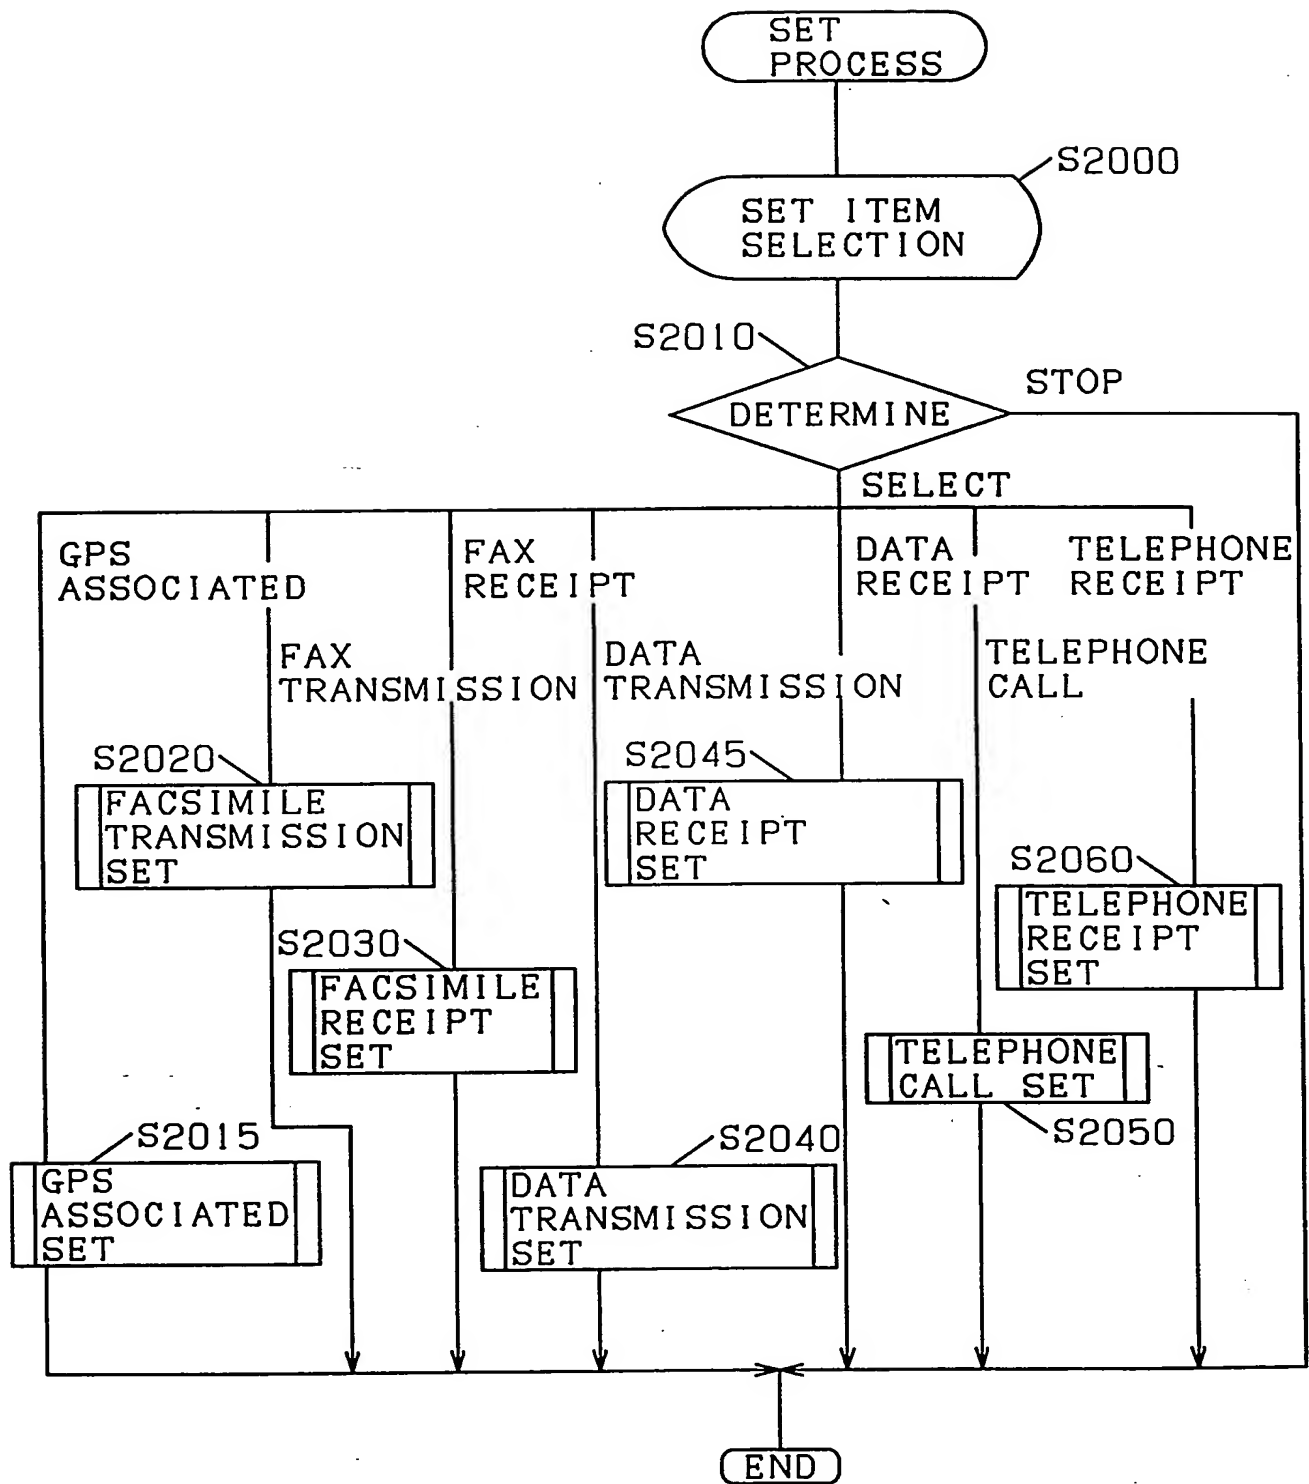 SET
PROCESS
S2000
SET ITEM
SELECTION
S2010
DETERMINE
STOP
SELECT
GPS
ASSOCIATED
FAX
RECEIPT
DATA
RECEIPT
TELEPHONE
RECEIPT
FAX
TRANSMISSION
DATA
TRANSMISSION
TELEPHONE
CALL
S2020
FACSIMILE
TRANSMISSION
SET
S2045
DATA
RECEIPT
SET
S2060
TELEPHONE
RECEIPT
SET
S2030
FACSIMILE
RECEIPT
SET
TELEPHONE
CALL SET
S2050
S2015
GPS
ASSOCIATED
SET
S2040
DATA
TRANSMISSION
SET
END